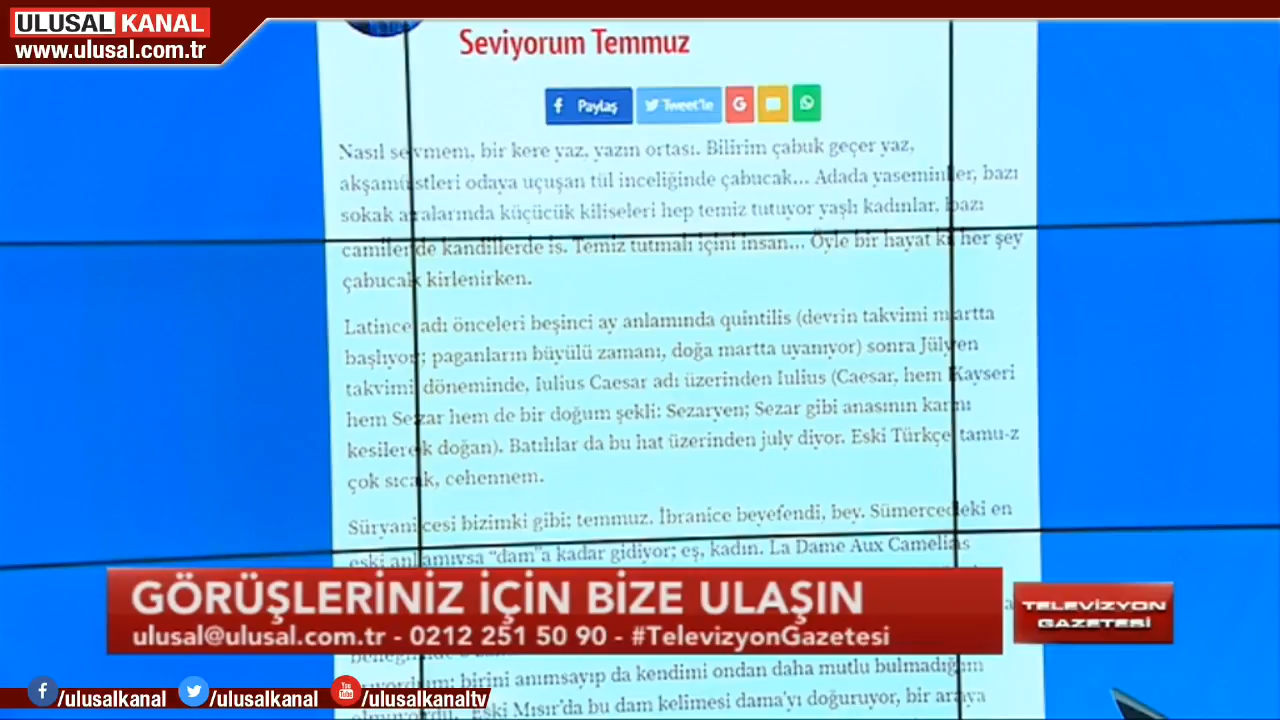 ULUSAL KANAL
www.ulusal.com.tr
Seviyorum Temmuz
Paylaş
Tweet'le
G
Nasıl sevmem, bir kere yaz, yazın ortası. Bilirim çabuk geçer yaz,
akşamüstleri odaya uçuşan tül inceliğinde çabucak... Adada yaseminler, bazı
sokak aralarında küçücük kiliseleri hep temiz tutuyor yaşlı kadınlar, bazı
camilerde kandillerde is. Temiz tutmalı içini insan... Öyle bir hayat ki her şey
çabucak kirlenirken.
Latince adı önceleri beşinci ay anlamında quintilis (devrin takvimi martta
başlıyor; paganların büyülü zamanı, doğa martta uyanıyor) sonra Jülyen
takvimi döneminde, Iulius Caesar adı üzerinden Iulius (Caesar, hem Kayseri
hem Sezar hem de bir doğum şekli: Sezaryen; Sezar gibi anasının karnı
kesilerek doğan). Batılılar da bu hat üzerinden july diyor. Eski Türkçe tamu-z
çok sıcak, cehennem.
Süryanicesi bizimki gibi; temmuz. İbranice beyefendi, bey. Sümercedeki en
eski anlamıysa "dam"a kadar gidiyor; eş, kadın. La Dame Aux Camelias
GÖRÜŞLERİNİZ İÇİN BİZE ULAŞIN
ulusal@ulusal.com.tr - 0212 251 50 90 - #TelevizyonGazetesi
TELEVİZYON
GAZETESİ
birini anımsayıp da kendimi ondan daha mutlu bulmadığım
Eski Mısır'da bu dam kelimesi dama'yı doğuruyor, bir araya
/ulusalkanal
/ulusalkanal
You Tube
/ulusalkanaltv